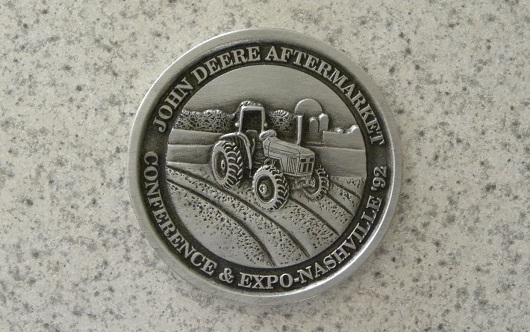 JOHN DEERE AFTERMARKET
CONFERENCE & EXPO-NASHVILLE '92